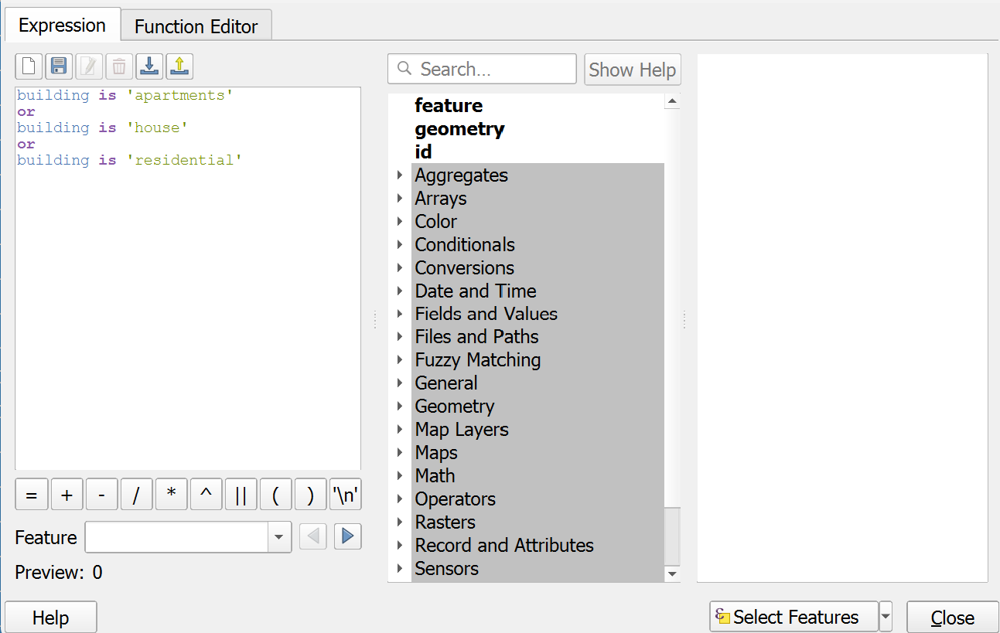 Expression
Function Editor
Search...
Show Help
building is 'apartments'
or
building is 'house'
or
building is 'residential'
feature
geometry
id
Aggregates
Arrays
Color
Conditionals
Conversions
Date and Time
Fields and Values
Files and Paths
Fuzzy Matching
General
Geometry
Map Layers
Maps
Math
Operators
Rasters
Record and Attributes
Sensors
= + - / * ^ || ( ) '\n'
Feature
Preview: 0
Help
Select Features
Close